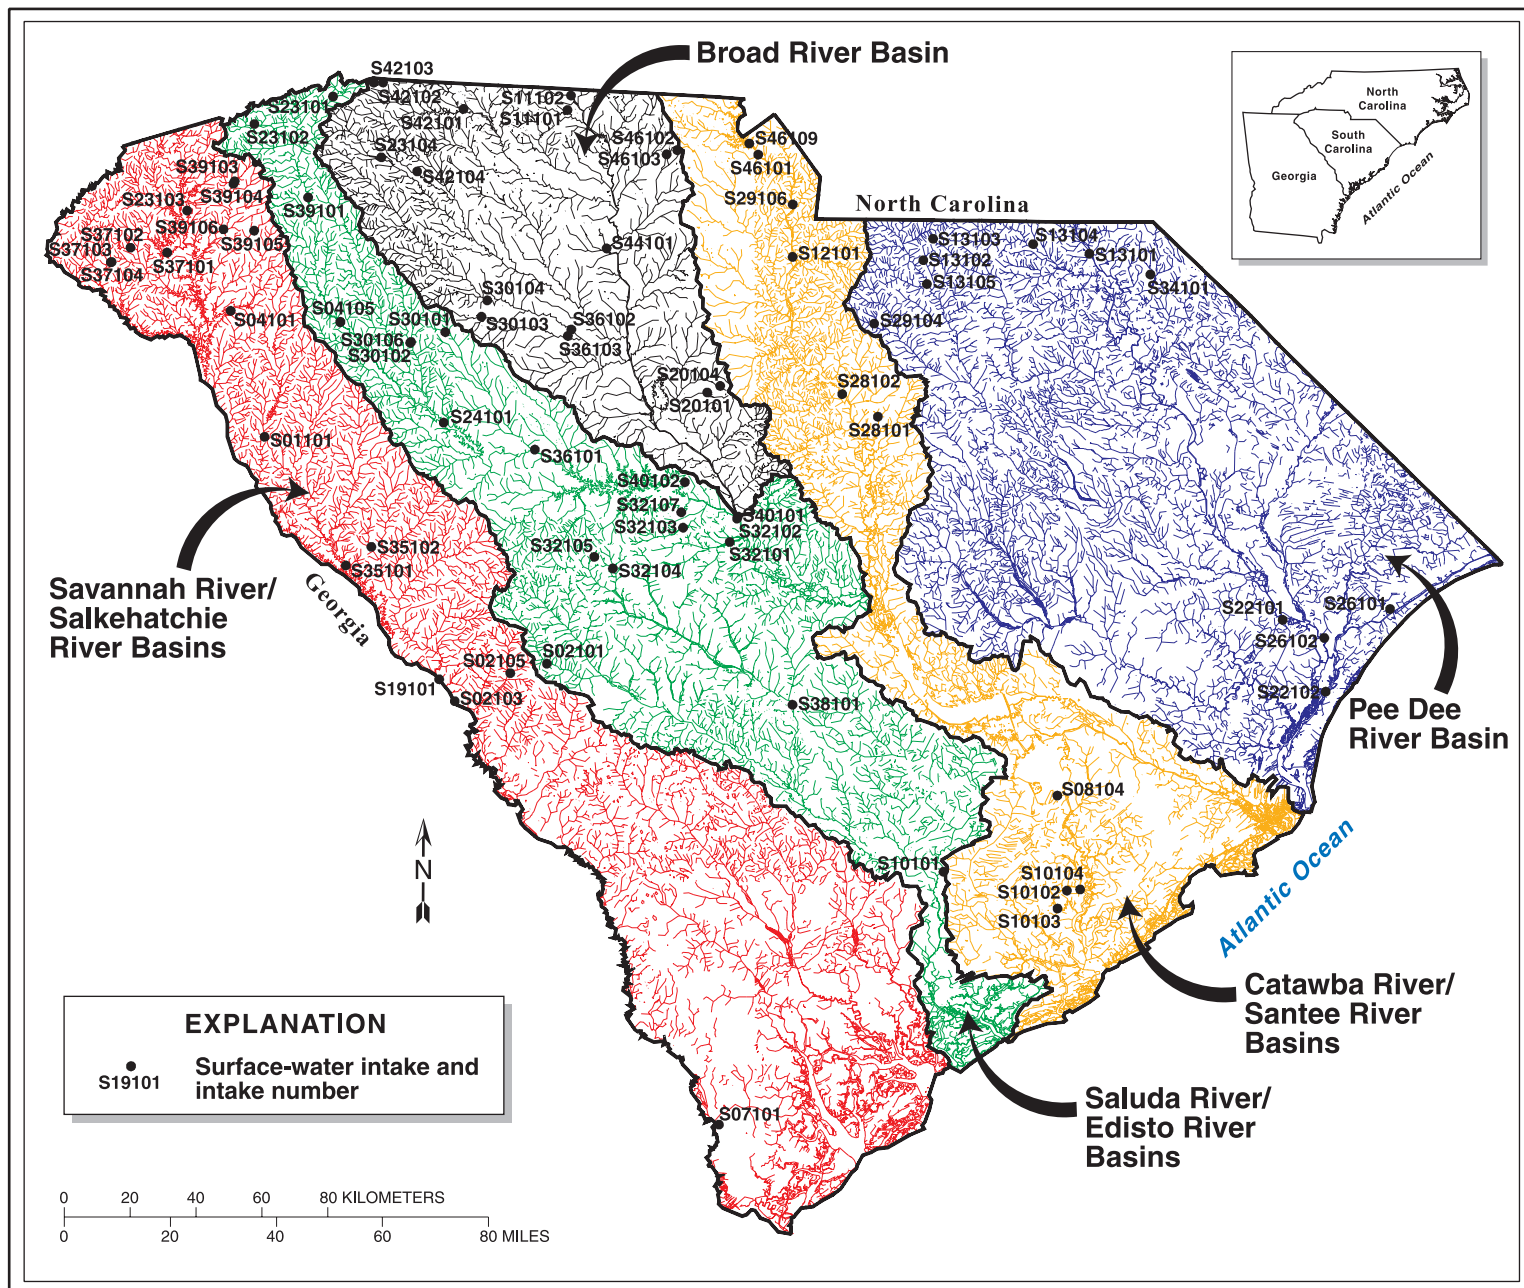 Broad River Basin
S42103
S42102
S42101
S23101
S23102
S11102
S11101
S46102
S46103
S46109
S46101
S23104
S42104
S39103
S39104
S39101
S23103
S39106
S39105
S37102
S37103
S37104
S37101
S29106
S12101
S44101
North Carolina
S13103
S13104
S13102
S13101
S13105
S34101
S04101
S04105
S30104
S30101
S30103
S30106
S30102
S36102
S36103
S29104
S20104
S20101
S28102
S28101
S24101
S01101
S36101
S40102
S32107
S32103
S40101
S32102
S32101
S32105
S32104
S35102
S35101
Georgia
Savannah River/
Salkehatchie
River Basins
S22101
S26101
S26102
S22102
Pee Dee
River Basin
S02105
S02101
S19101
S02103
S38101
S08104
S10101
S10104
S10102
S10103
Atlantic Ocean
N
Catawba River/
Santee River
Basins
Saluda River/
Edisto River
Basins
S07101
EXPLANATION
S19101
Surface-water intake and
intake number
0 20 40 60 80 KILOMETERS
0 20 40 60 80 MILES
North
Carolina
South
Carolina
Georgia
Atlantic Ocean